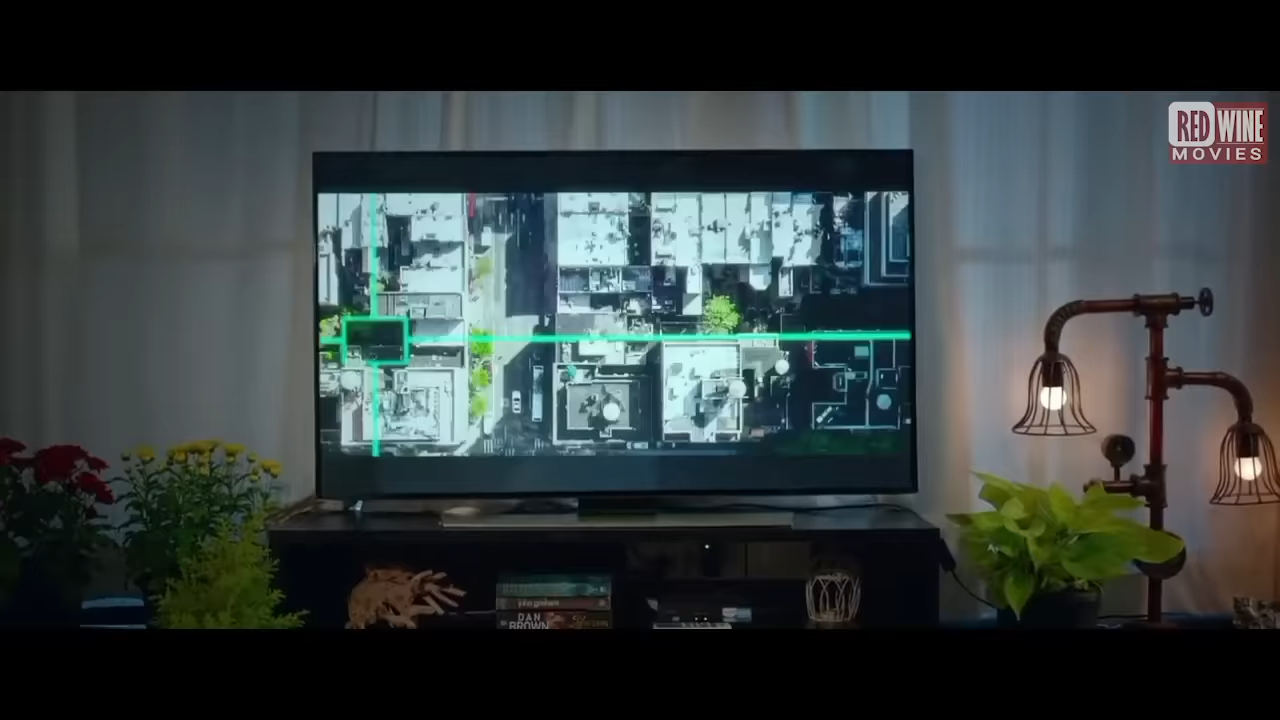 RED WINE
MOVIES
john grisham
DAN
BROWN